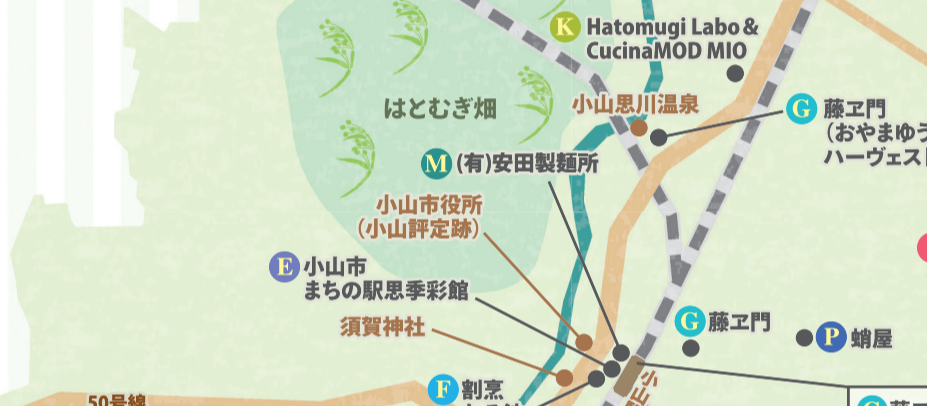 K Hatomugi Labo &
CucinaMOD MIO
はとむぎ畑
小山思川温泉
G 藤ヱ門
(おやまゆう
ハーヴェスト
M (有)安田製麺所
小山市役所
(小山評定跡)
E 小山市
まちの駅思季彩館
須賀神社
G 藤ヱ門
P 蛸屋
F 割烹
50号線